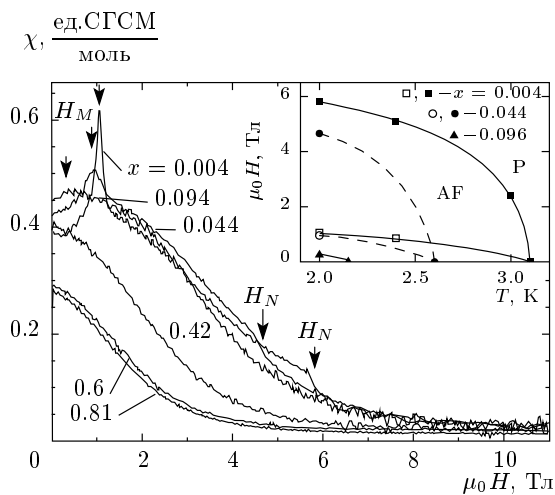 χ, ед.СГСМ
моль
0.6
0.4
0.2
0
2
4
6
8
10
μ₀H, Тл
H_M
x = 0.004
0.094
0.044
0.42
0.6
0.81
H_N
H_N
μ₀H, Тл
6
4
2
0
2.0
2.5
3.0
T, K
□, ■ –x = 0.004
○, ● –0.044
▲ –0.096
P
AF